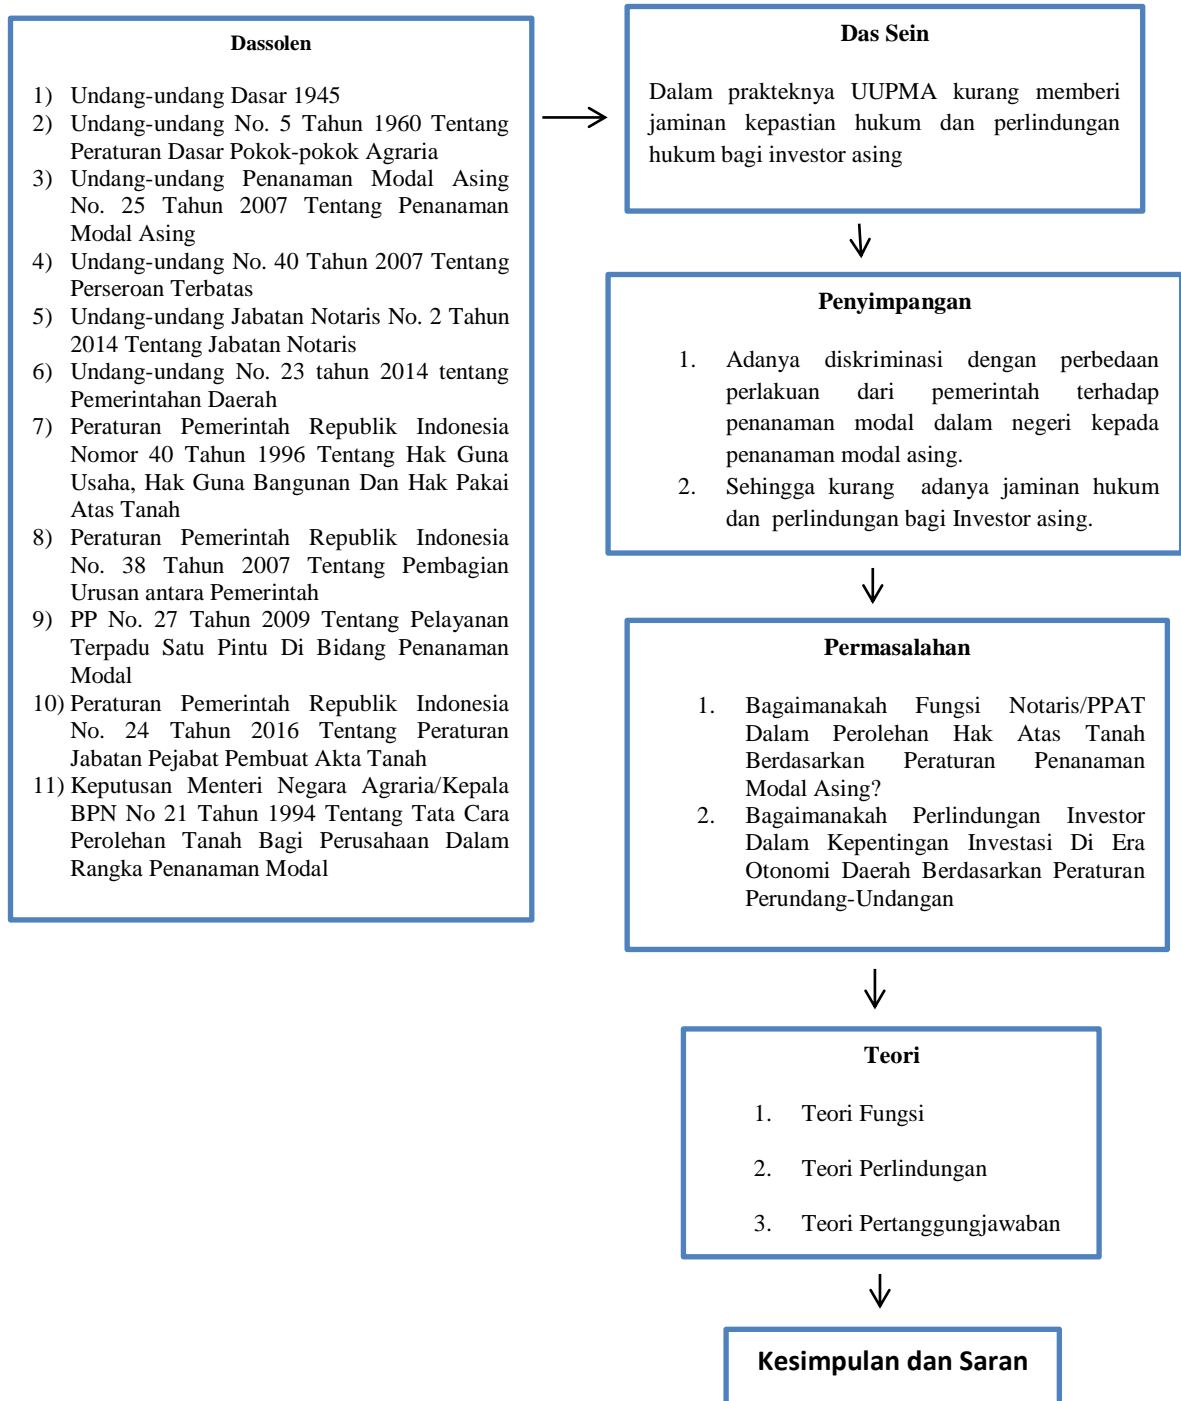 Dassolen
1) Undang-undang Dasar 1945
2) Undang-undang No. 5 Tahun 1960 Tentang
Peraturan Dasar Pokok-pokok Agraria
3) Undang-undang Penanaman Modal Asing
No. 25 Tahun 2007 Tentang Penanaman
Modal Asing
4) Undang-undang No. 40 Tahun 2007 Tentang
Perseroan Terbatas
5) Undang-undang Jabatan Notaris No. 2 Tahun
2014 Tentang Jabatan Notaris
6) Undang-undang No. 23 tahun 2014 tentang
Pemerintahan Daerah
7) Peraturan Pemerintah Republik Indonesia
Nomor 40 Tahun 1996 Tentang Hak Guna
Usaha, Hak Guna Bangunan Dan Hak Pakai
Atas Tanah
8) Peraturan Pemerintah Republik Indonesia
No. 38 Tahun 2007 Tentang Pembagian
Urusan antara Pemerintah
9) PP No. 27 Tahun 2009 Tentang Pelayanan
Terpadu Satu Pintu Di Bidang Penanaman
Modal
10) Peraturan Pemerintah Republik Indonesia
No. 24 Tahun 2016 Tentang Peraturan
Jabatan Pejabat Pembuat Akta Tanah
11) Keputusan Menteri Negara Agraria/Kepala
BPN No 21 Tahun 1994 Tentang Tata Cara
Perolehan Tanah Bagi Perusahaan Dalam
Rangka Penanaman Modal
Das Sein
Dalam prakteknya UUPMA kurang memberi
jaminan kepastian hukum dan perlindungan
hukum bagi investor asing
Penyimpangan
1. Adanya diskriminasi dengan perbedaan
perlakuan dari pemerintah terhadap
penanaman modal dalam negeri kepada
penanaman modal asing.
2. Sehingga kurang adanya jaminan hukum
dan perlindungan bagi Investor asing.
Permasalahan
1. Bagaimanakah Fungsi Notaris/PPAT
Dalam Perolehan Hak Atas Tanah
Berdasarkan Peraturan Penanaman
Modal Asing?
2. Bagaimanakah Perlindungan Investor
Dalam Kepentingan Investasi Di Era
Otonomi Daerah Berdasarkan Peraturan
Perundang-Undangan
Teori
1. Teori Fungsi
2. Teori Perlindungan
3. Teori Pertanggungjawaban
Kesimpulan dan Saran